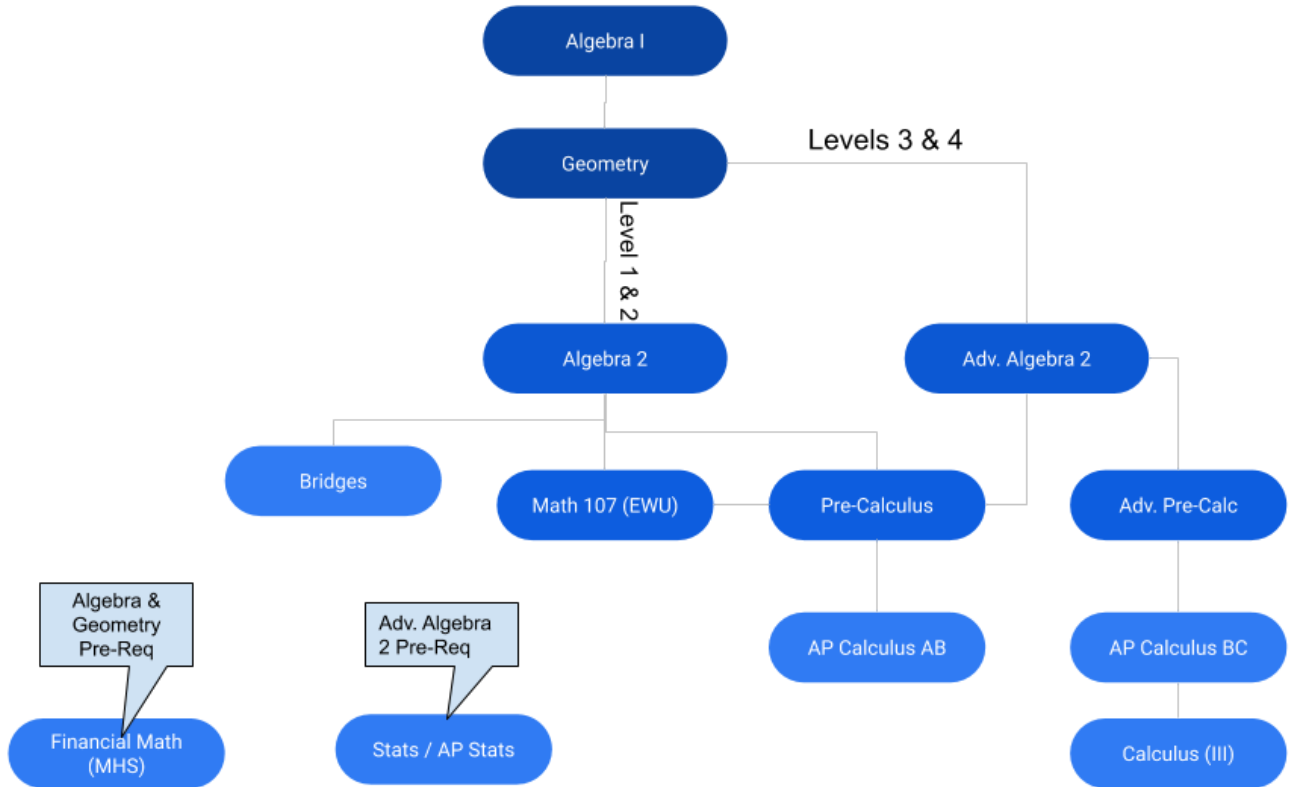 Algebra I
Geometry
Levels 3 & 4
Level 1 & 2
Algebra 2
Adv. Algebra 2
Bridges
Math 107 (EWU)
Pre-Calculus
Adv. Pre-Calc
Algebra &
Geometry
Pre-Req
Adv. Algebra
2 Pre-Req
AP Calculus AB
AP Calculus BC
Financial Math
(MHS)
Stats / AP Stats
Calculus (III)